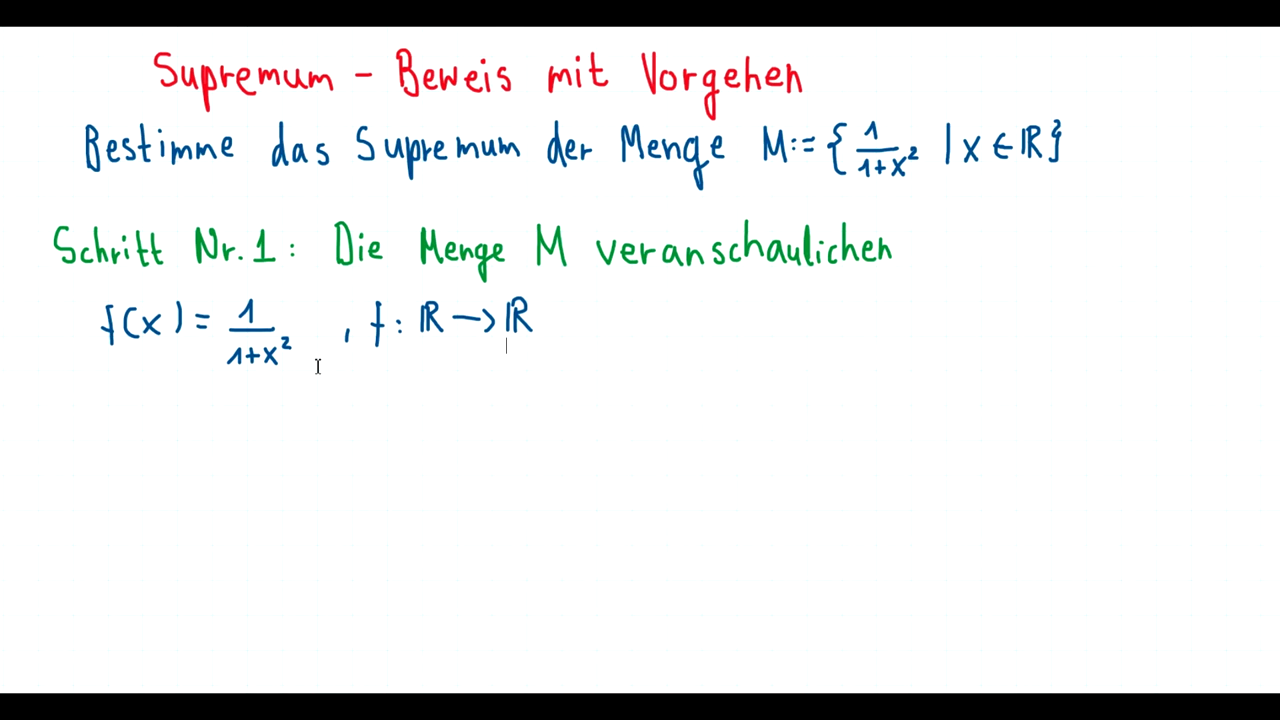 Supremum - Beweis mit Vorgehen
Bestimme das Supremum der Menge M:= {1/(1+x²) | x ∈ ℝ}
Schritt Nr. 1: Die Menge M veranschaulichen
f(x) = 1/(1+x²) , f: ℝ → ℝ